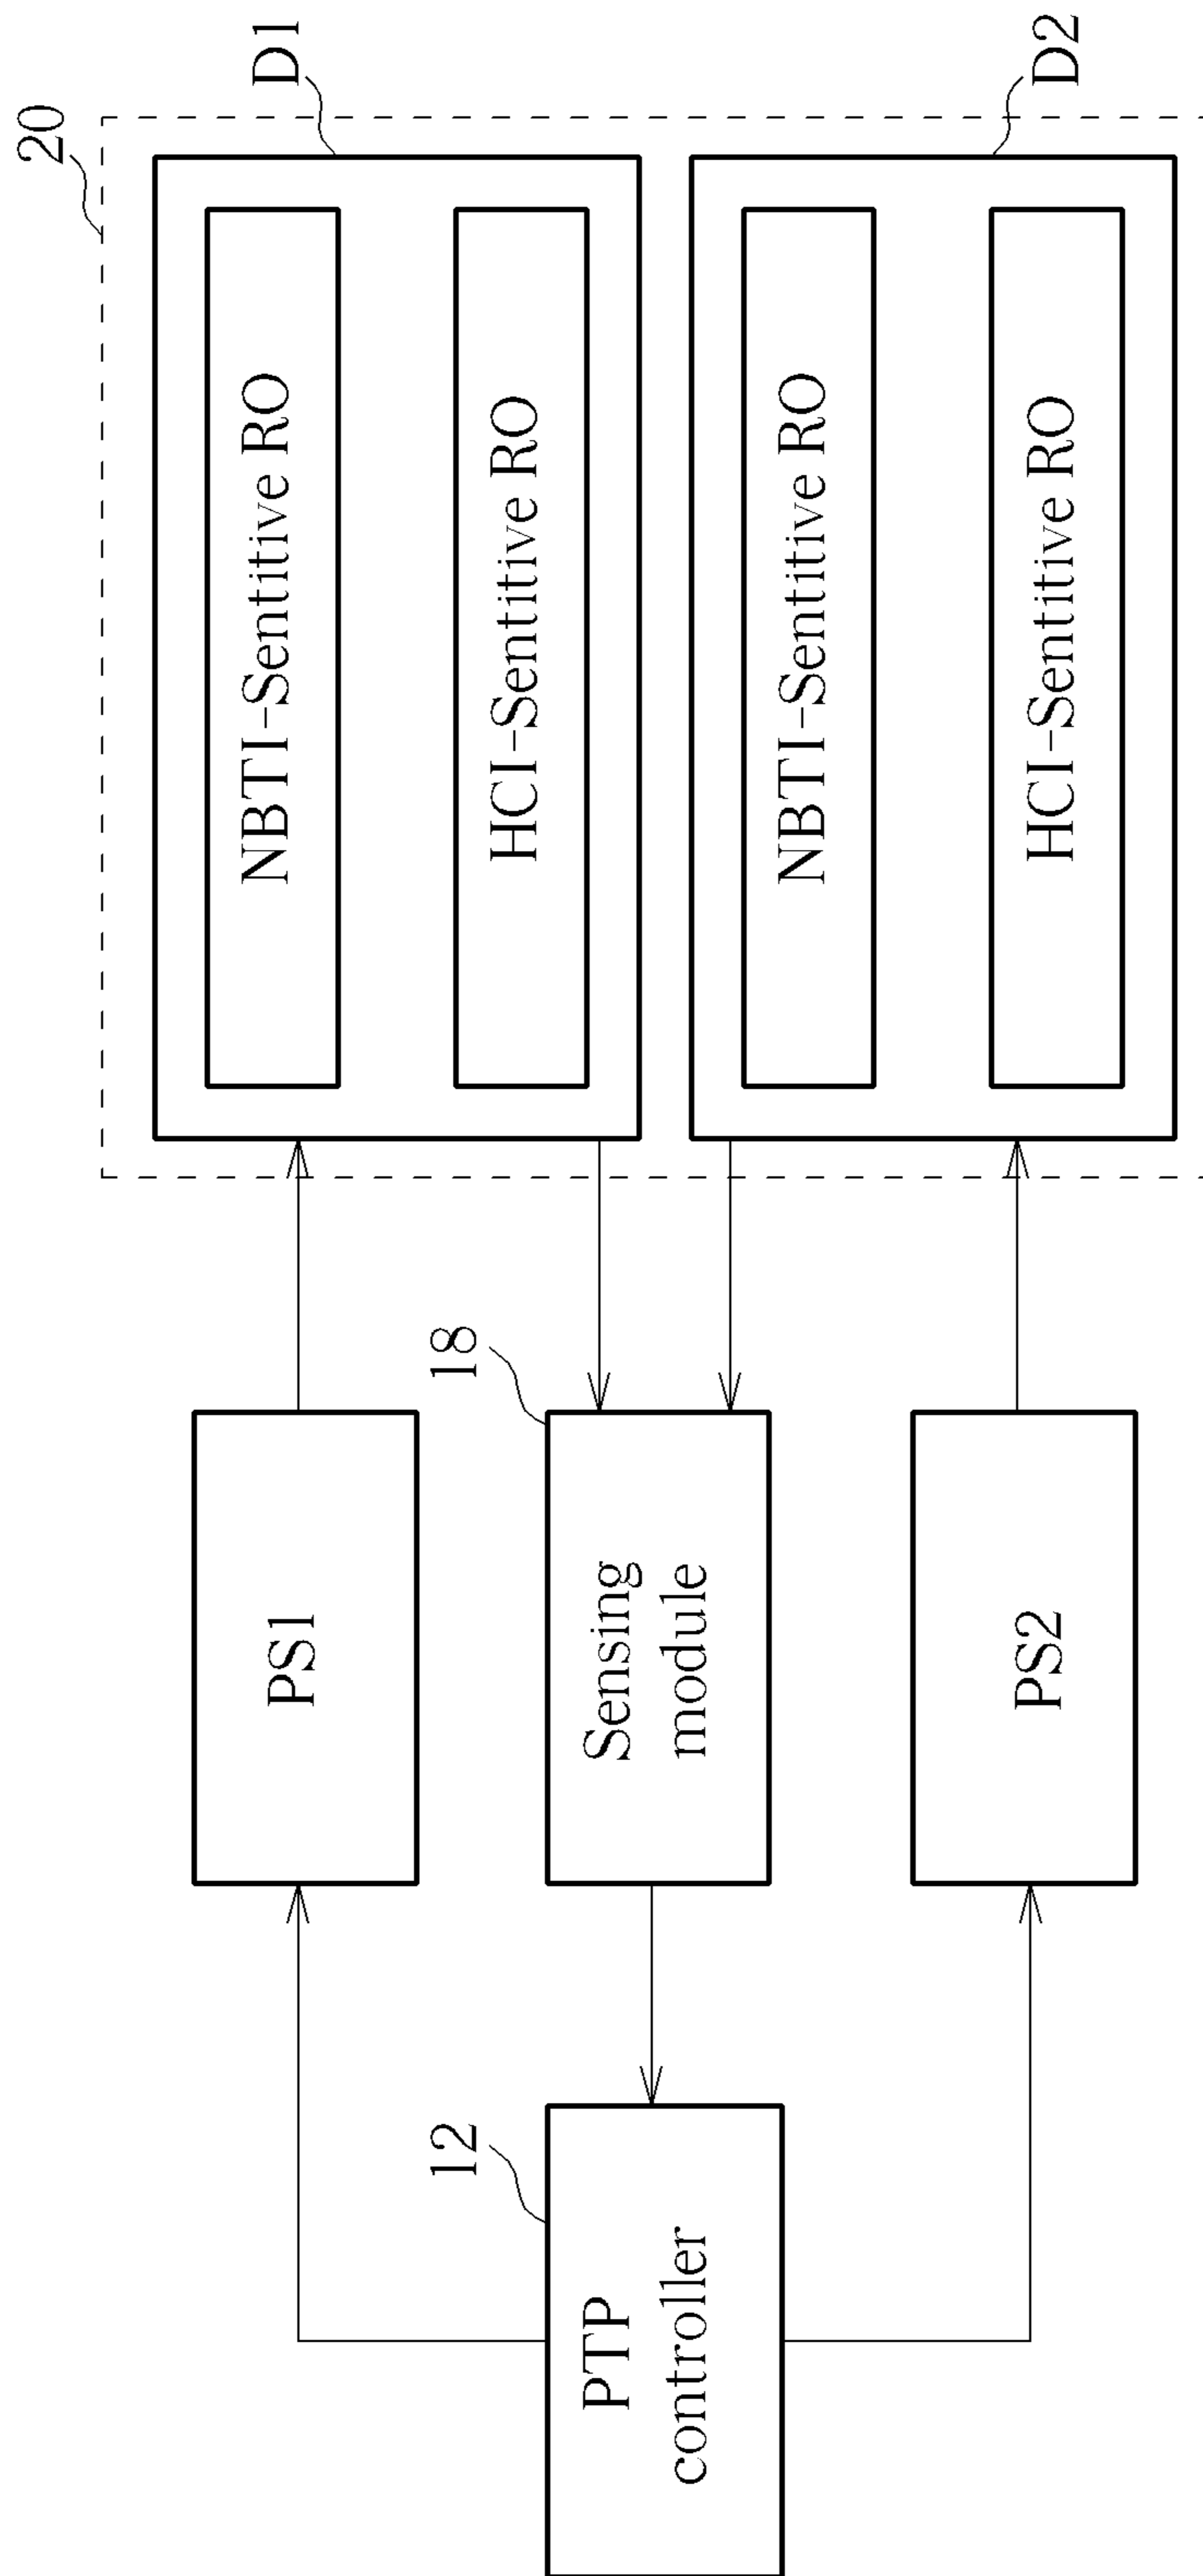 20
D1
NBTI-Sentitive RO
HCI-Sentitive RO
D2
NBTI-Sentitive RO
HCI-Sentitive RO
PS1
18
Sensing
module
PS2
12
PTP
controller